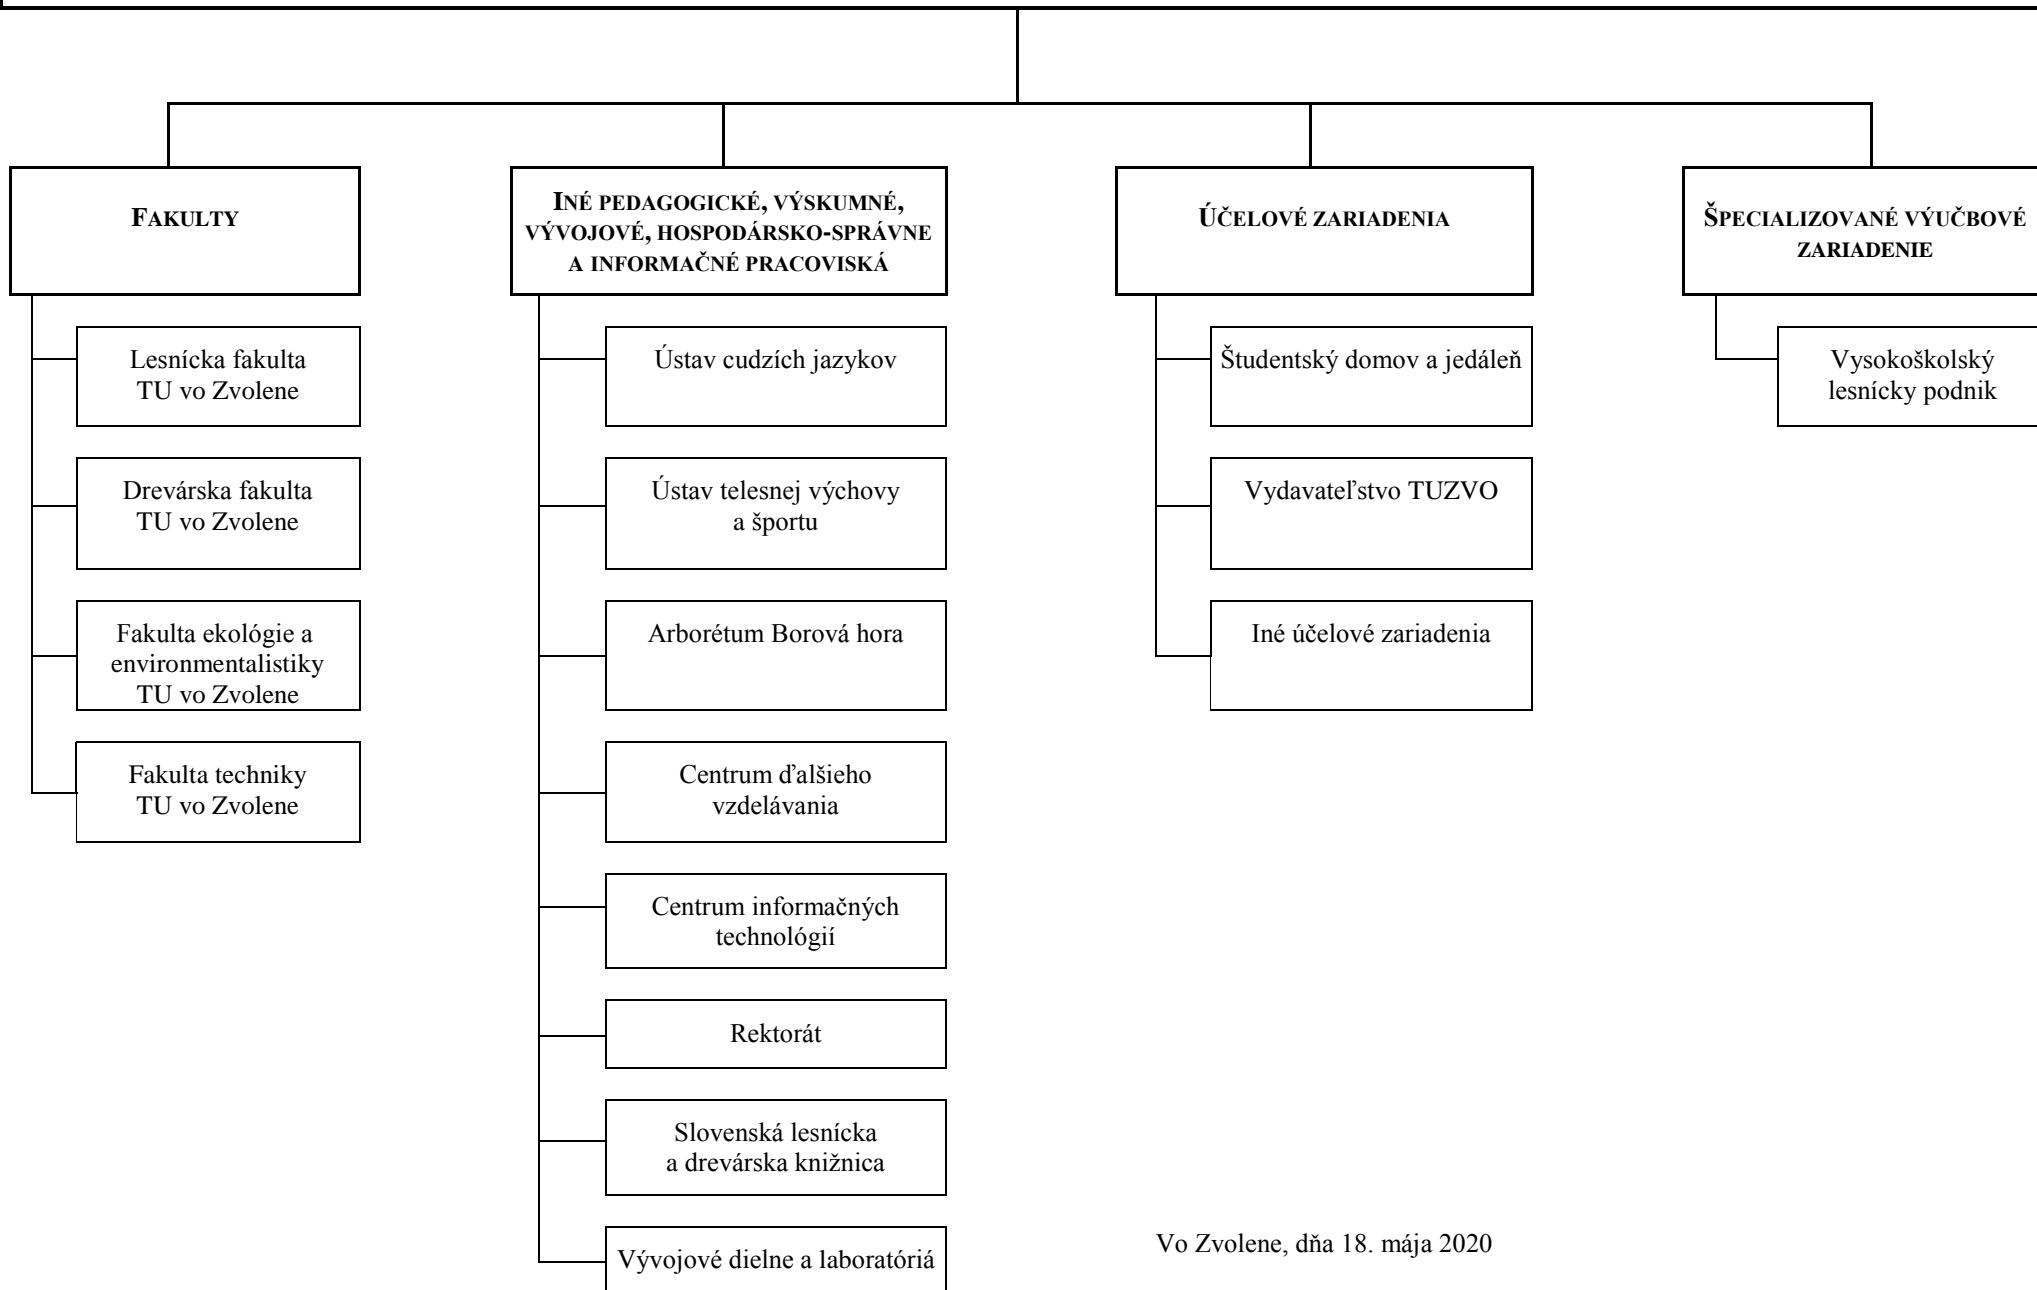 FAKULTY
INÉ PEDAGOGICKÉ, VÝSKUMNÉ,
VÝVOJOVÉ, HOSPODÁRSKO-SPRÁVNE
A INFORMAČNÉ PRACOVISKÁ
ÚČELOVÉ ZARIADENIA
ŠPECIALIZOVANÉ VÝUČBOVÉ
ZARIADENIE
Lesnícka fakulta
TU vo Zvolene
Drevárska fakulta
TU vo Zvolene
Fakulta ekológie a
environmentalistiky
TU vo Zvolene
Fakulta techniky
TU vo Zvolene
Ústav cudzích jazykov
Ústav telesnej výchovy
a športu
Arborétum Borová hora
Centrum ďalšieho
vzdelávania
Centrum informačných
technológií
Rektorát
Slovenská lesnícka
a drevárska knižnica
Vývojové dielne a laboratóriá
Študentský domov a jedáleň
Vydavateľstvo TUZVO
Iné účelové zariadenia
Vysokoškolský
lesnícky podnik
Vo Zvolene, dňa 18. mája 2020